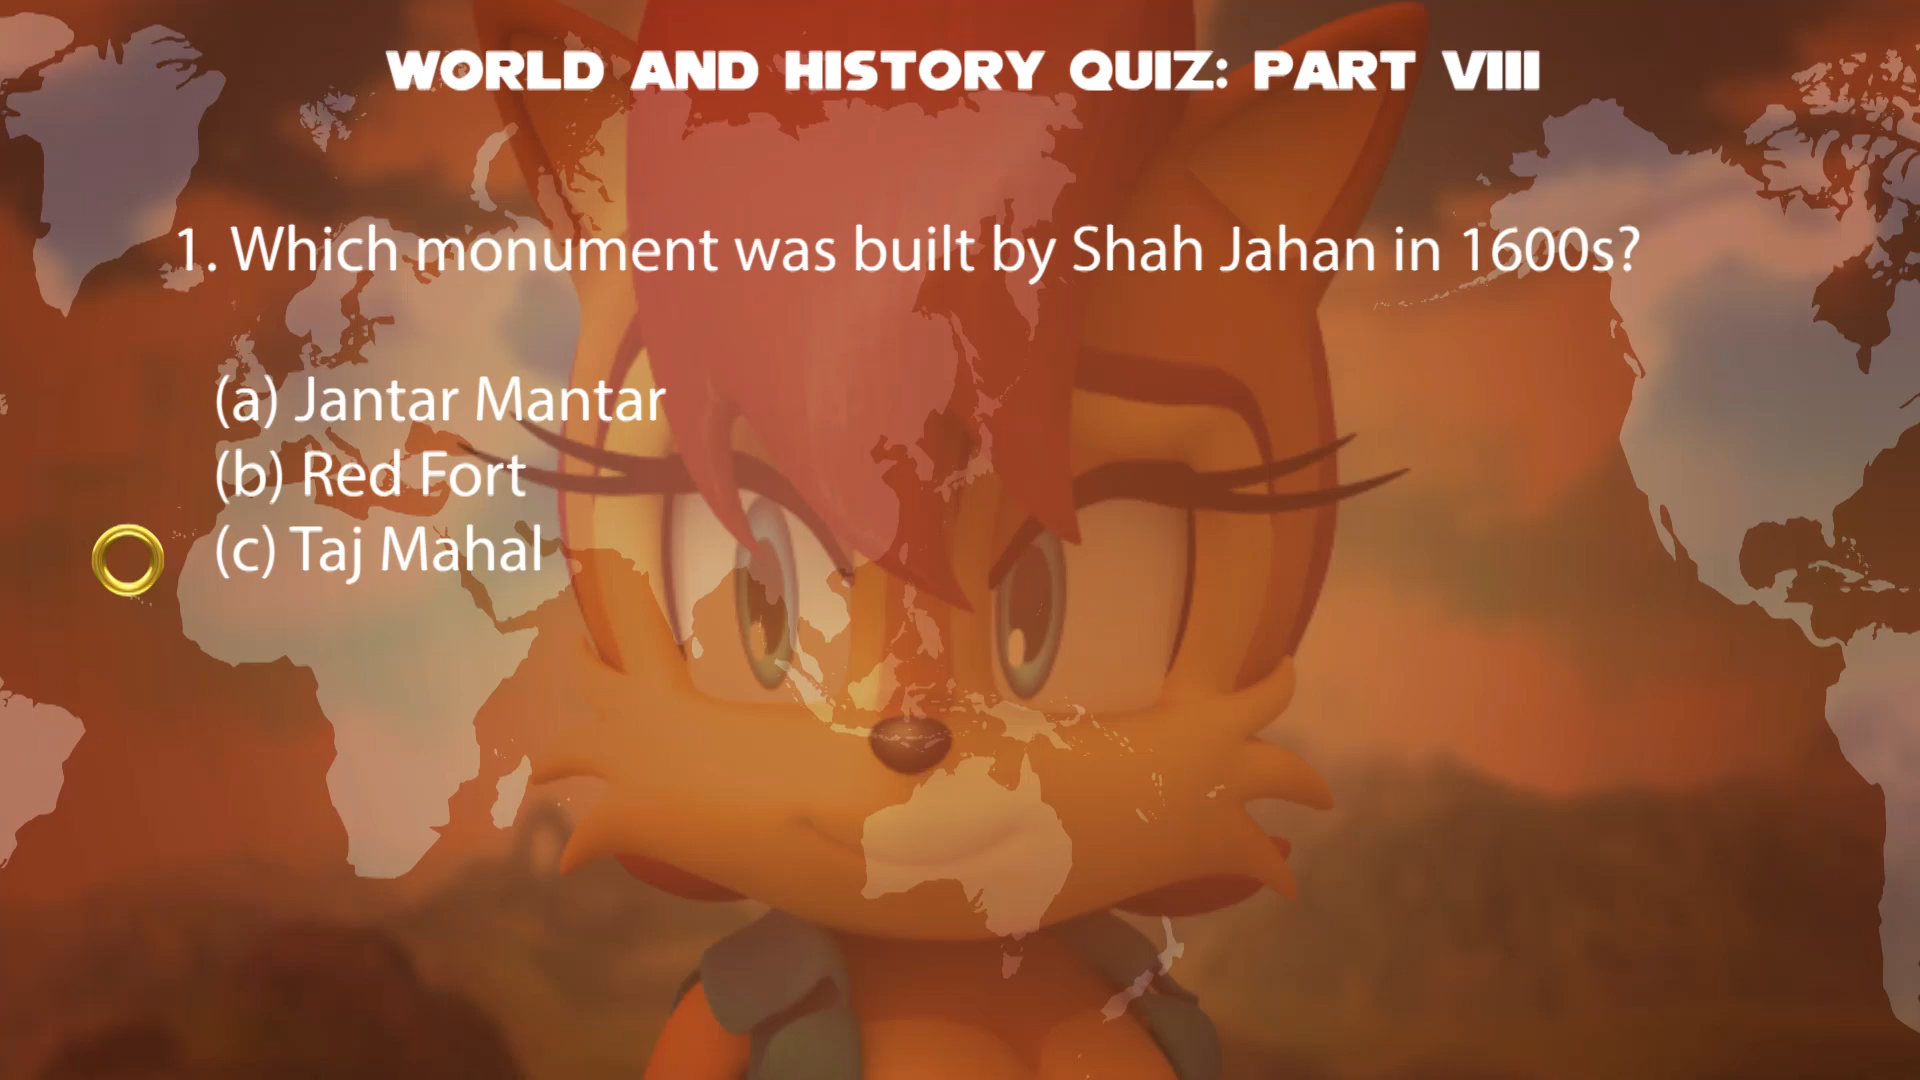 WORLD AND HISTORY QUIZ: PART VIII
1. Which monument was built by Shah Jahan in 1600s?
(a) Jantar Mantar
(b) Red Fort
(c) Taj Mahal